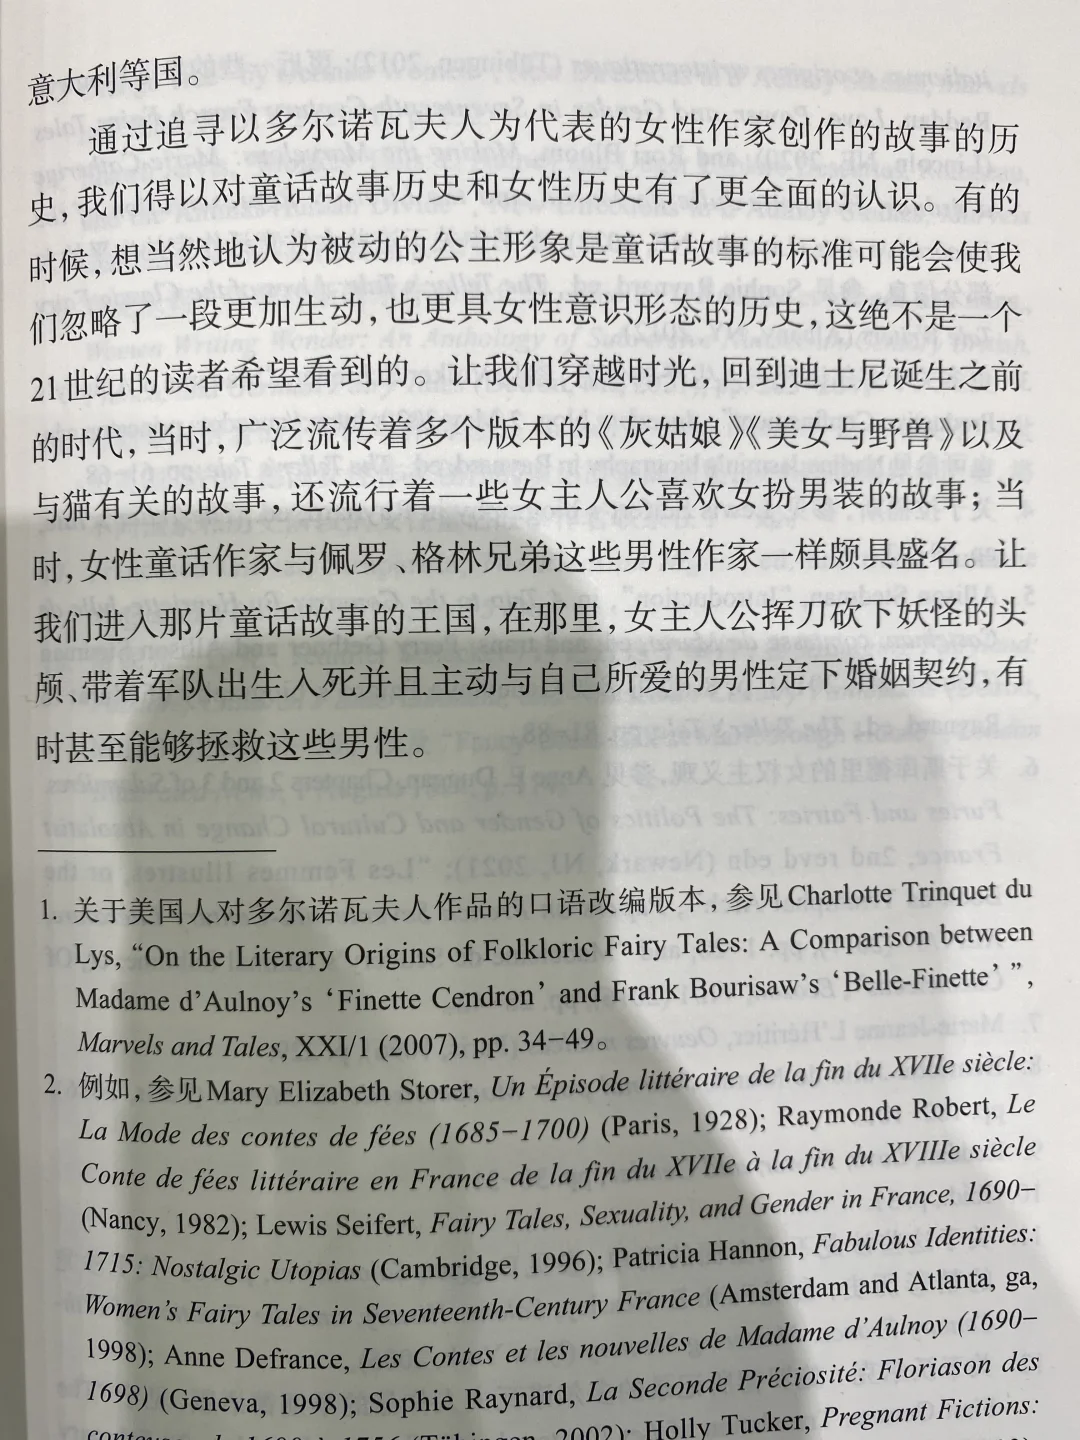 意大利等国。
通过追寻以多尔诺瓦夫人为代表的女性作家创作的故事的历
史,我们得以对童话故事历史和女性历史有了更全面的认识。有的
时候,想当然地认为被动的公主形象是童话故事的标准可能会使我
们忽略了一段更加生动,也更具女性意识形态的历史,这绝不是一个
21世纪的读者希望看到的。让我们穿越时光,回到迪士尼诞生之前
的时代,当时,广泛流传着多个版本的《灰姑娘》《美女与野兽》以及
与猫有关的故事,还流行着一些女主人公喜欢女扮男装的故事;当
时,女性童话作家与佩罗、格林兄弟这些男性作家一样颇具盛名。让
我们进入那片童话故事的王国,在那里,女主人公挥刀砍下妖怪的头
颅、带着军队出生入死并且主动与自己所爱的男性定下婚姻契约,有
时甚至能够拯救这些男性。
1. 关于美国人对多尔诺瓦夫人作品的口语改编版本,参见Charlotte Trinquet du
Lys, “On the Literary Origins of Folkloric Fairy Tales: A Comparison between
Madame d’Aulnoy’s ‘Finette Cendron’ and Frank Bourisaw’s ‘Belle-Finette’ ”,
Marvels and Tales, XXI/1 (2007), pp. 34–49。
2. 例如,参见Mary Elizabeth Storer, Un Épisode littéraire de la fin du XVIIe siècle:
La Mode des contes de fées (1685–1700) (Paris, 1928); Raymonde Robert, Le
Conte de fées littéraire en France de la fin du XVIIe à la fin du XVIIIe siècle
(Nancy, 1982); Lewis Seifert, Fairy Tales, Sexuality, and Gender in France, 1690–
1715: Nostalgic Utopias (Cambridge, 1996); Patricia Hannon, Fabulous Identities:
Women’s Fairy Tales in Seventeenth-Century France (Amsterdam and Atlanta, ga,
1998); Anne Defrance, Les Contes et les nouvelles de Madame d’Aulnoy (1690–
1698) (Geneva, 1998); Sophie Raynard, La Seconde Préciosité: Floriason des
2002); Holly Tucker, Pregnant Fictions: